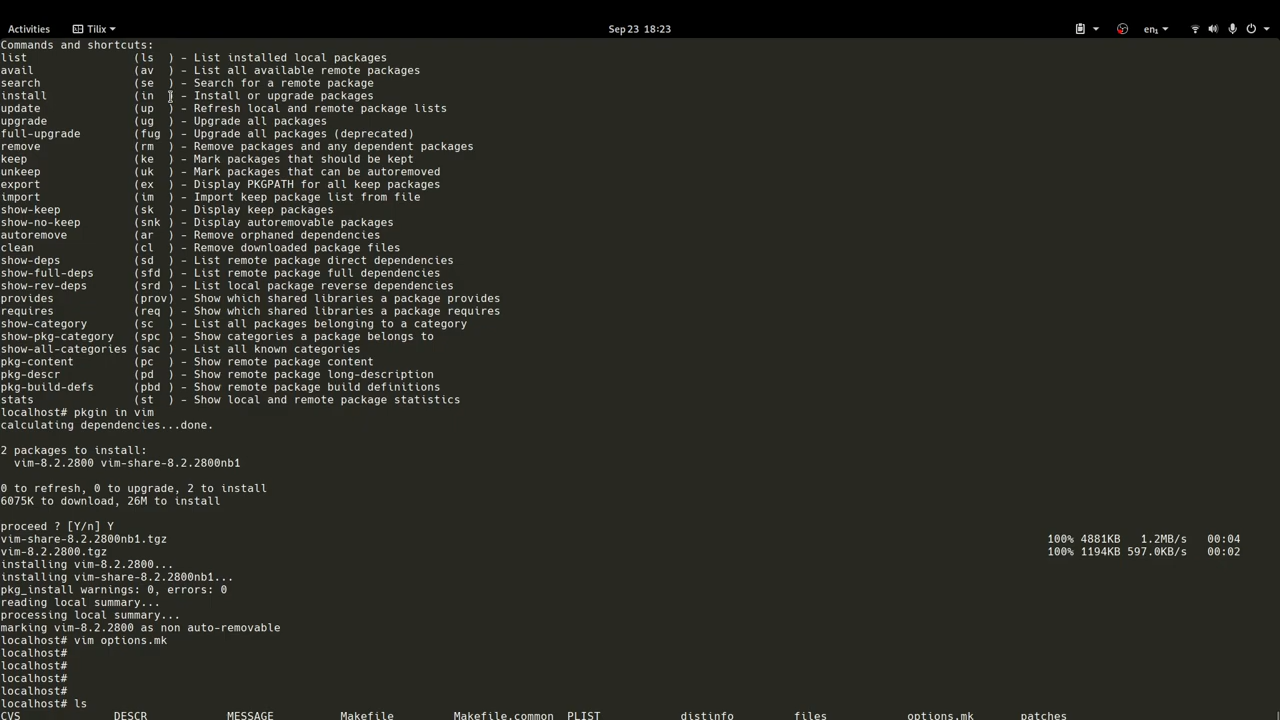 Activities Tilix Sep 23 18:23 en₁
Commands and shortcuts:
list (ls ) - List installed local packages
avail (av ) - List all available remote packages
search (se ) - Search for a remote package
install (in ) - Install or upgrade packages
update (up ) - Refresh local and remote package lists
upgrade (ug ) - Upgrade all packages
full-upgrade (fug ) - Upgrade all packages (deprecated)
remove (rm ) - Remove packages and any dependent packages
keep (ke ) - Mark packages that should be kept
unkeep (uk ) - Mark packages that can be autoremoved
export (ex ) - Display PKGPATH for all keep packages
import (im ) - Import keep package list from file
show-keep (sk ) - Display keep packages
show-no-keep (snk ) - Display autoremovable packages
autoremove (ar ) - Remove orphaned dependencies
clean (cl ) - Remove downloaded package files
show-deps (sd ) - List remote package direct dependencies
show-full-deps (sfd ) - List remote package full dependencies
show-rev-deps (srd ) - List local package reverse dependencies
provides (prov) - Show which shared libraries a package provides
requires (req ) - Show which shared libraries a package requires
show-category (sc ) - List all packages belonging to a category
show-pkg-category (spc ) - Show categories a package belongs to
show-all-categories (sac ) - List all known categories
pkg-content (pc ) - Show remote package content
pkg-descr (pd ) - Show remote package long-description
pkg-build-defs (pbd ) - Show remote package build definitions
stats (st ) - Show local and remote package statistics
localhost# pkgin in vim
calculating dependencies...done.
2 packages to install:
vim-8.2.2800 vim-share-8.2.2800nb1
0 to refresh, 0 to upgrade, 2 to install
6075K to download, 26M to install
proceed ? [Y/n] Y
vim-share-8.2.2800nb1.tgz 100% 4881KB 1.2MB/s 00:04
vim-8.2.2800.tgz 100% 1194KB 597.0KB/s 00:02
installing vim-8.2.2800...
installing vim-share-8.2.2800nb1...
pkg_install warnings: 0, errors: 0
reading local summary...
processing local summary...
marking vim-8.2.2800 as non auto-removable
localhost# vim options.mk
localhost#
localhost#
localhost#
localhost#
localhost# ls
CVS DESCR MESSAGE Makefile Makefile.common PLIST distinfo files options.mk patches